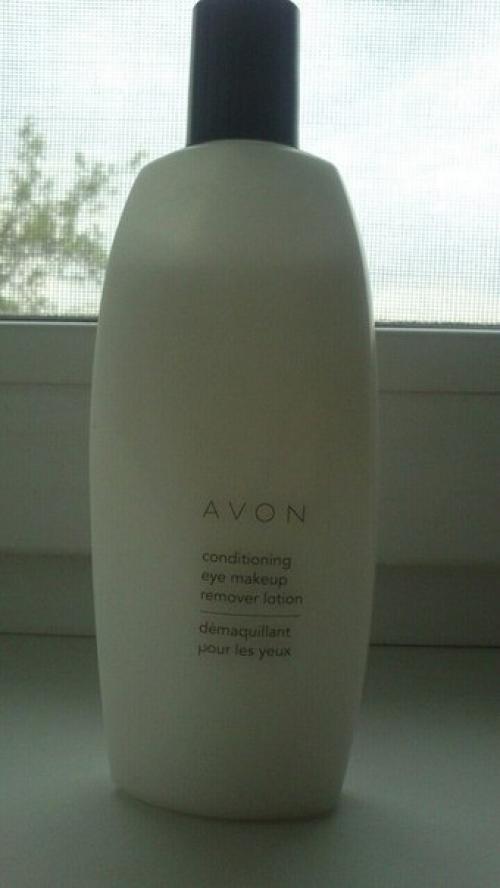 AVON
conditioning
eye makeup
remover lotion
démaquillant
pour les yeux